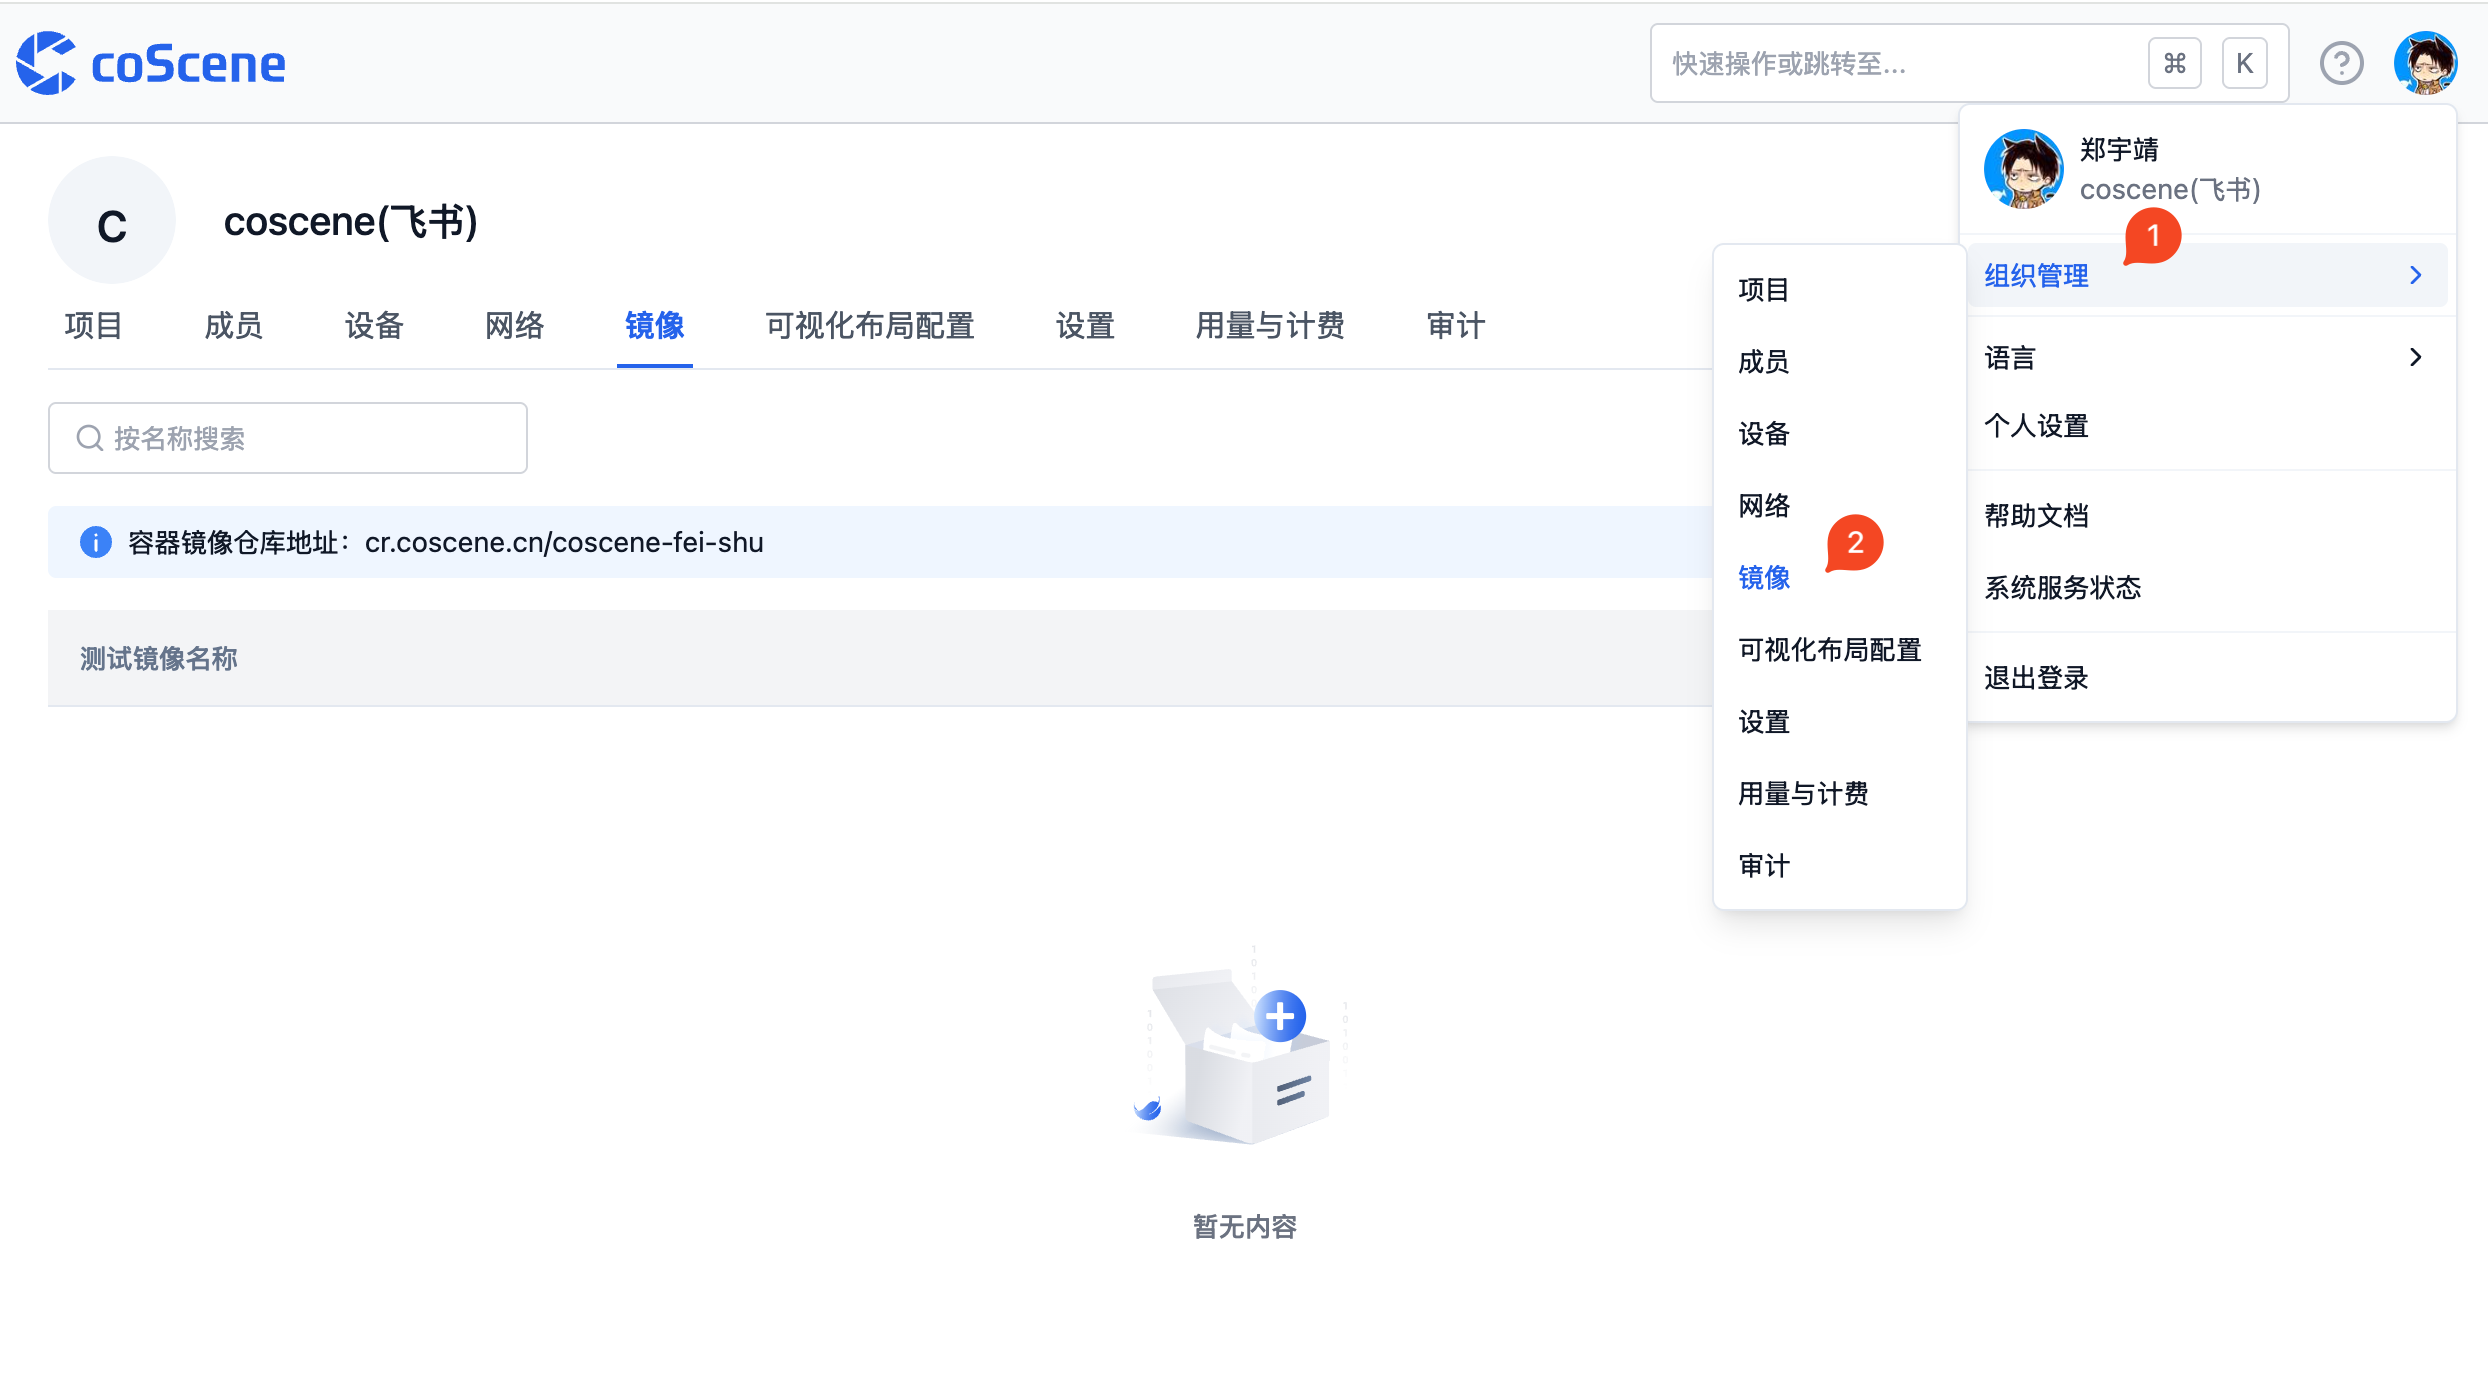 coScene
快速操作或跳转至...
⌘
K
C
coscene(飞书)
项目
成员
设备
网络
镜像
可视化布局配置
设置
用量与计费
审计
按名称搜索
容器镜像仓库地址：cr.coscene.cn/coscene-fei-shu
测试镜像名称
暂无内容
郑宇靖
coscene(飞书)
1
组织管理
语言
个人设置
帮助文档
系统服务状态
退出登录
项目
成员
设备
网络
2
镜像
可视化布局配置
设置
用量与计费
审计